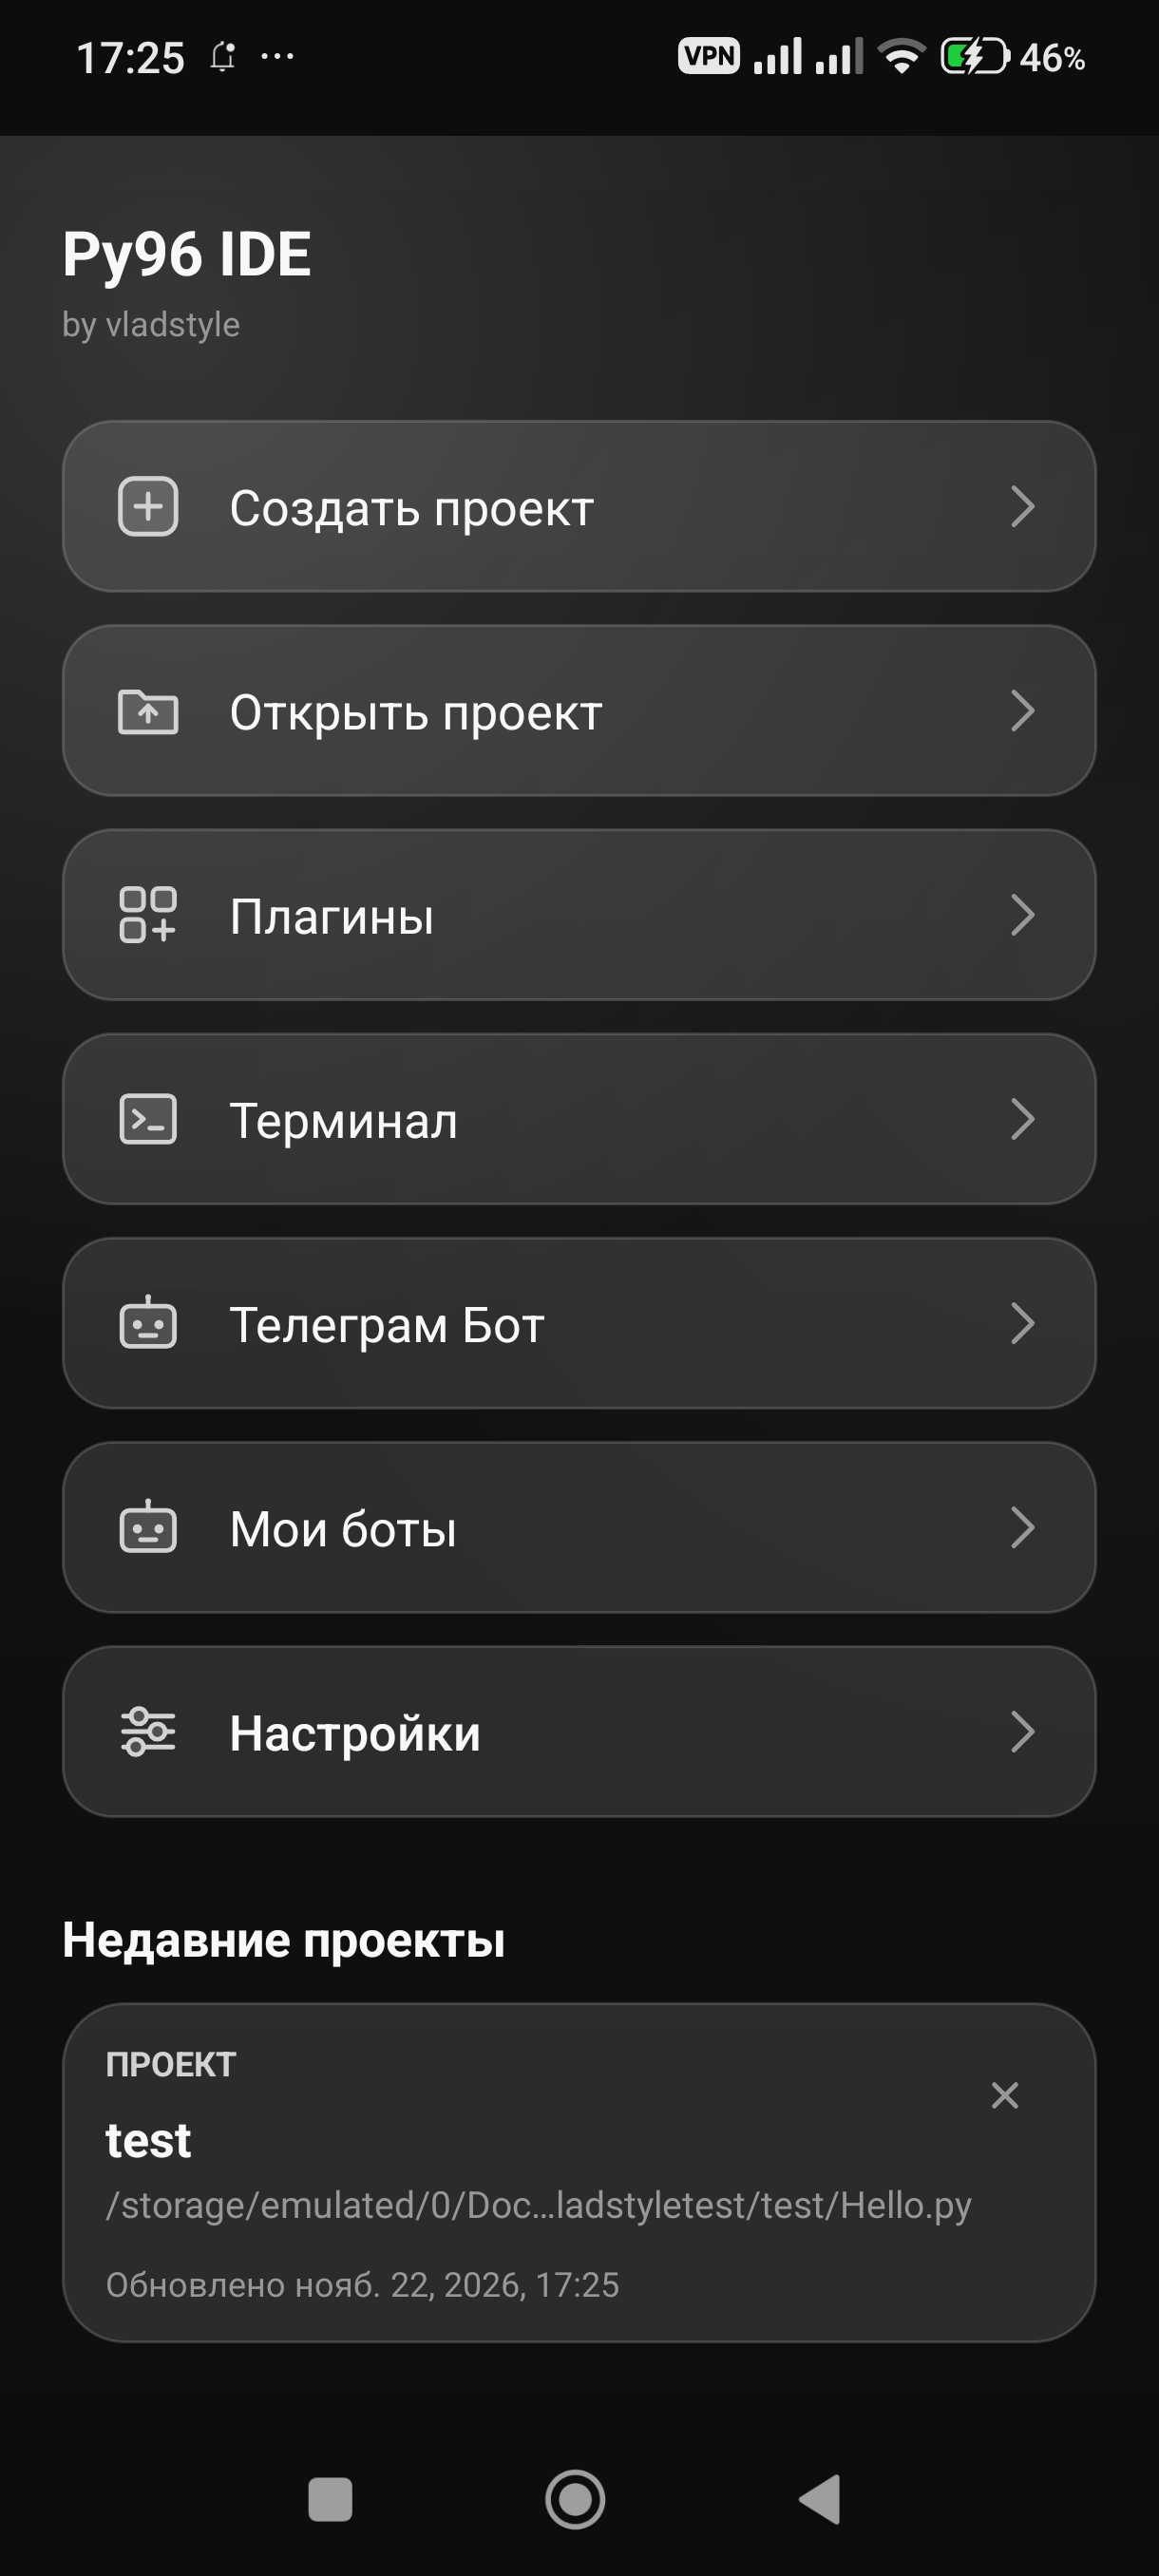 17:25 ... VPN 46%
Py96 IDE
by vladstyle
Создать проект
Открыть проект
Плагины
Терминал
Телеграм Бот
Мои боты
Настройки
Недавние проекты
ПРОЕКТ
test
/storage/emulated/0/Doc...ladstyletest/test/Hello.py
Обновлено нояб. 22, 2026, 17:25